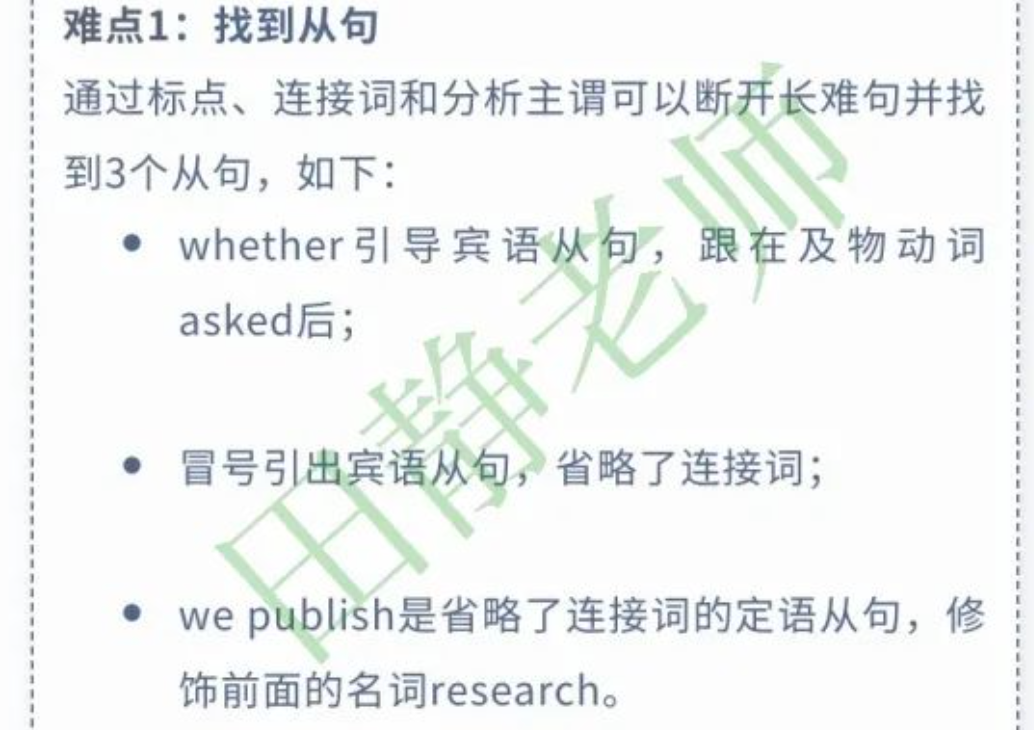 难点1：找到从句
通过标点、连接词和分析主谓可以断开长难句并找
到3个从句，如下：
• whether引导宾语从句，跟在及物动词
asked后；
• 冒号引出宾语从句，省略了连接词；
• we publish是省略了连接词的定语从句，修
饰前面的名词research。
田静老师